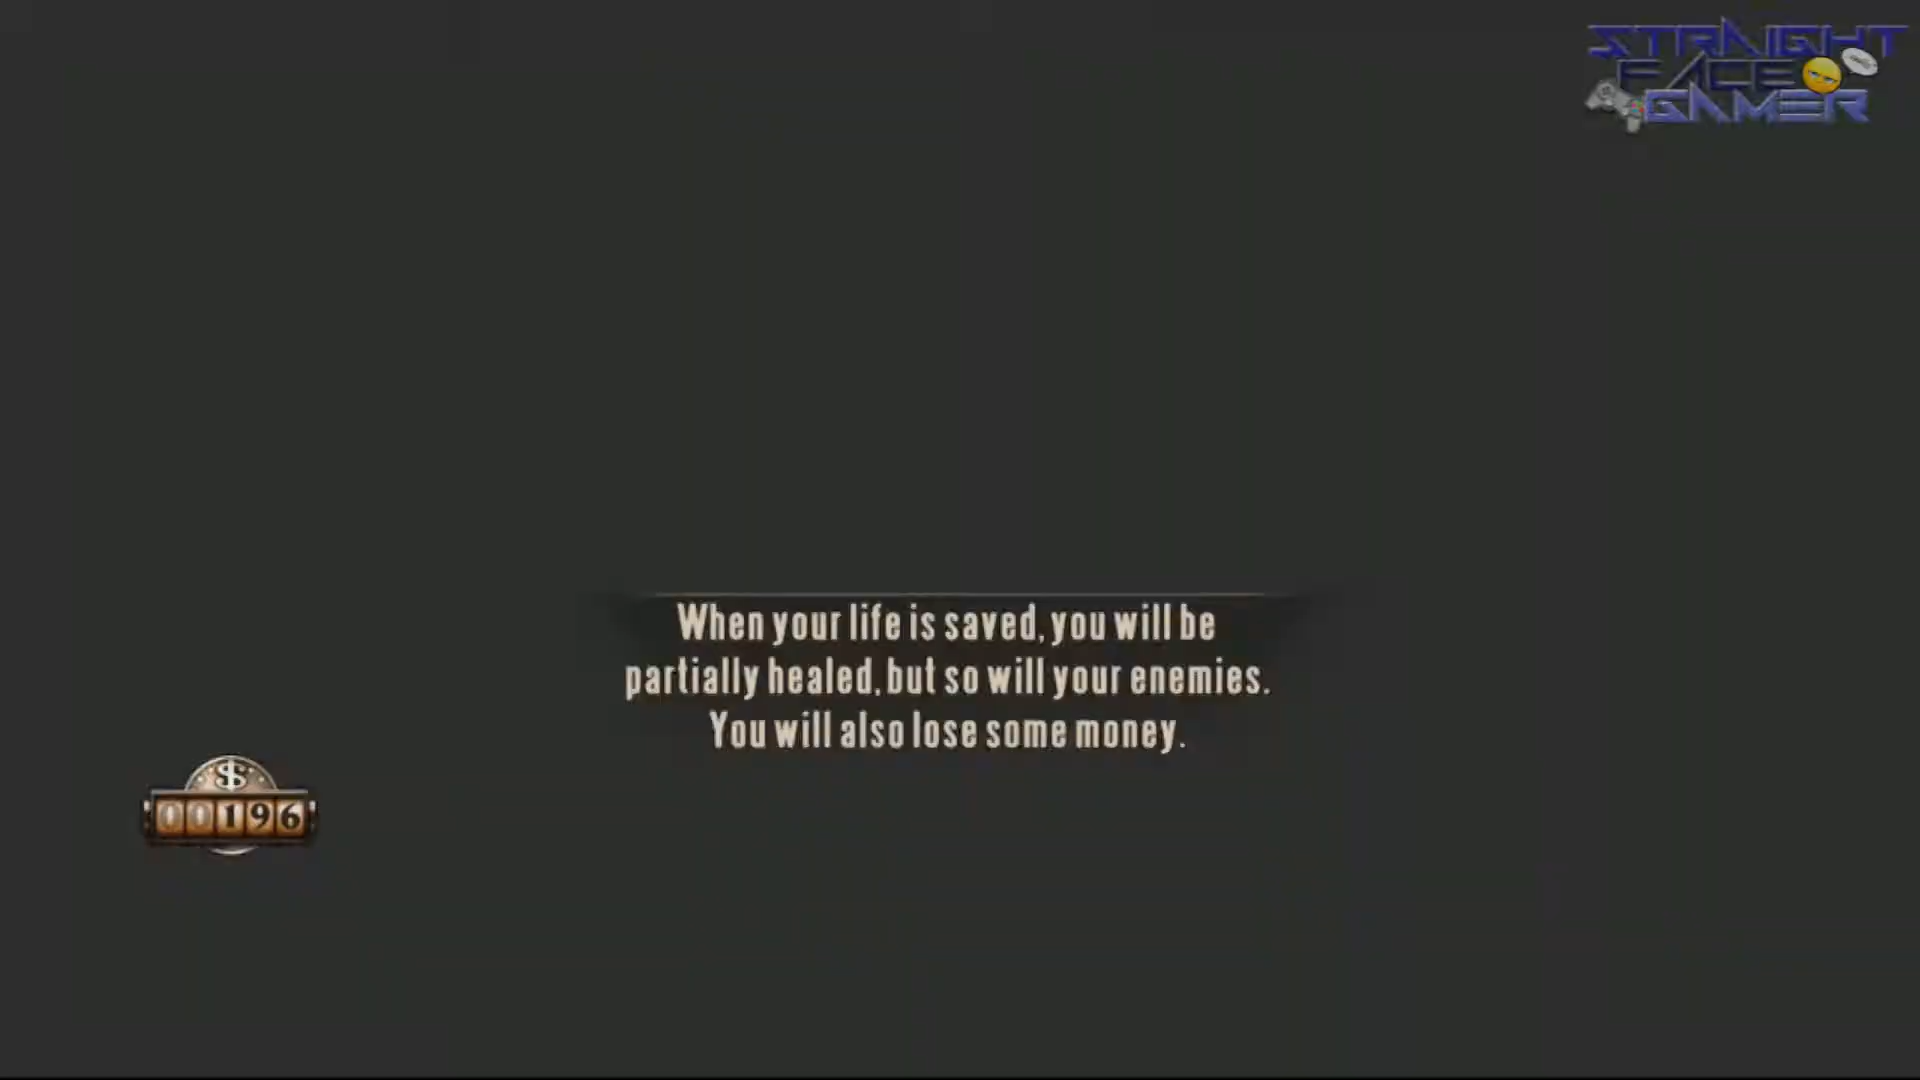 STRAIGHT
FACE
GAMER
When your life is saved, you will be
partially healed, but so will your enemies.
You will also lose some money.
$
00196